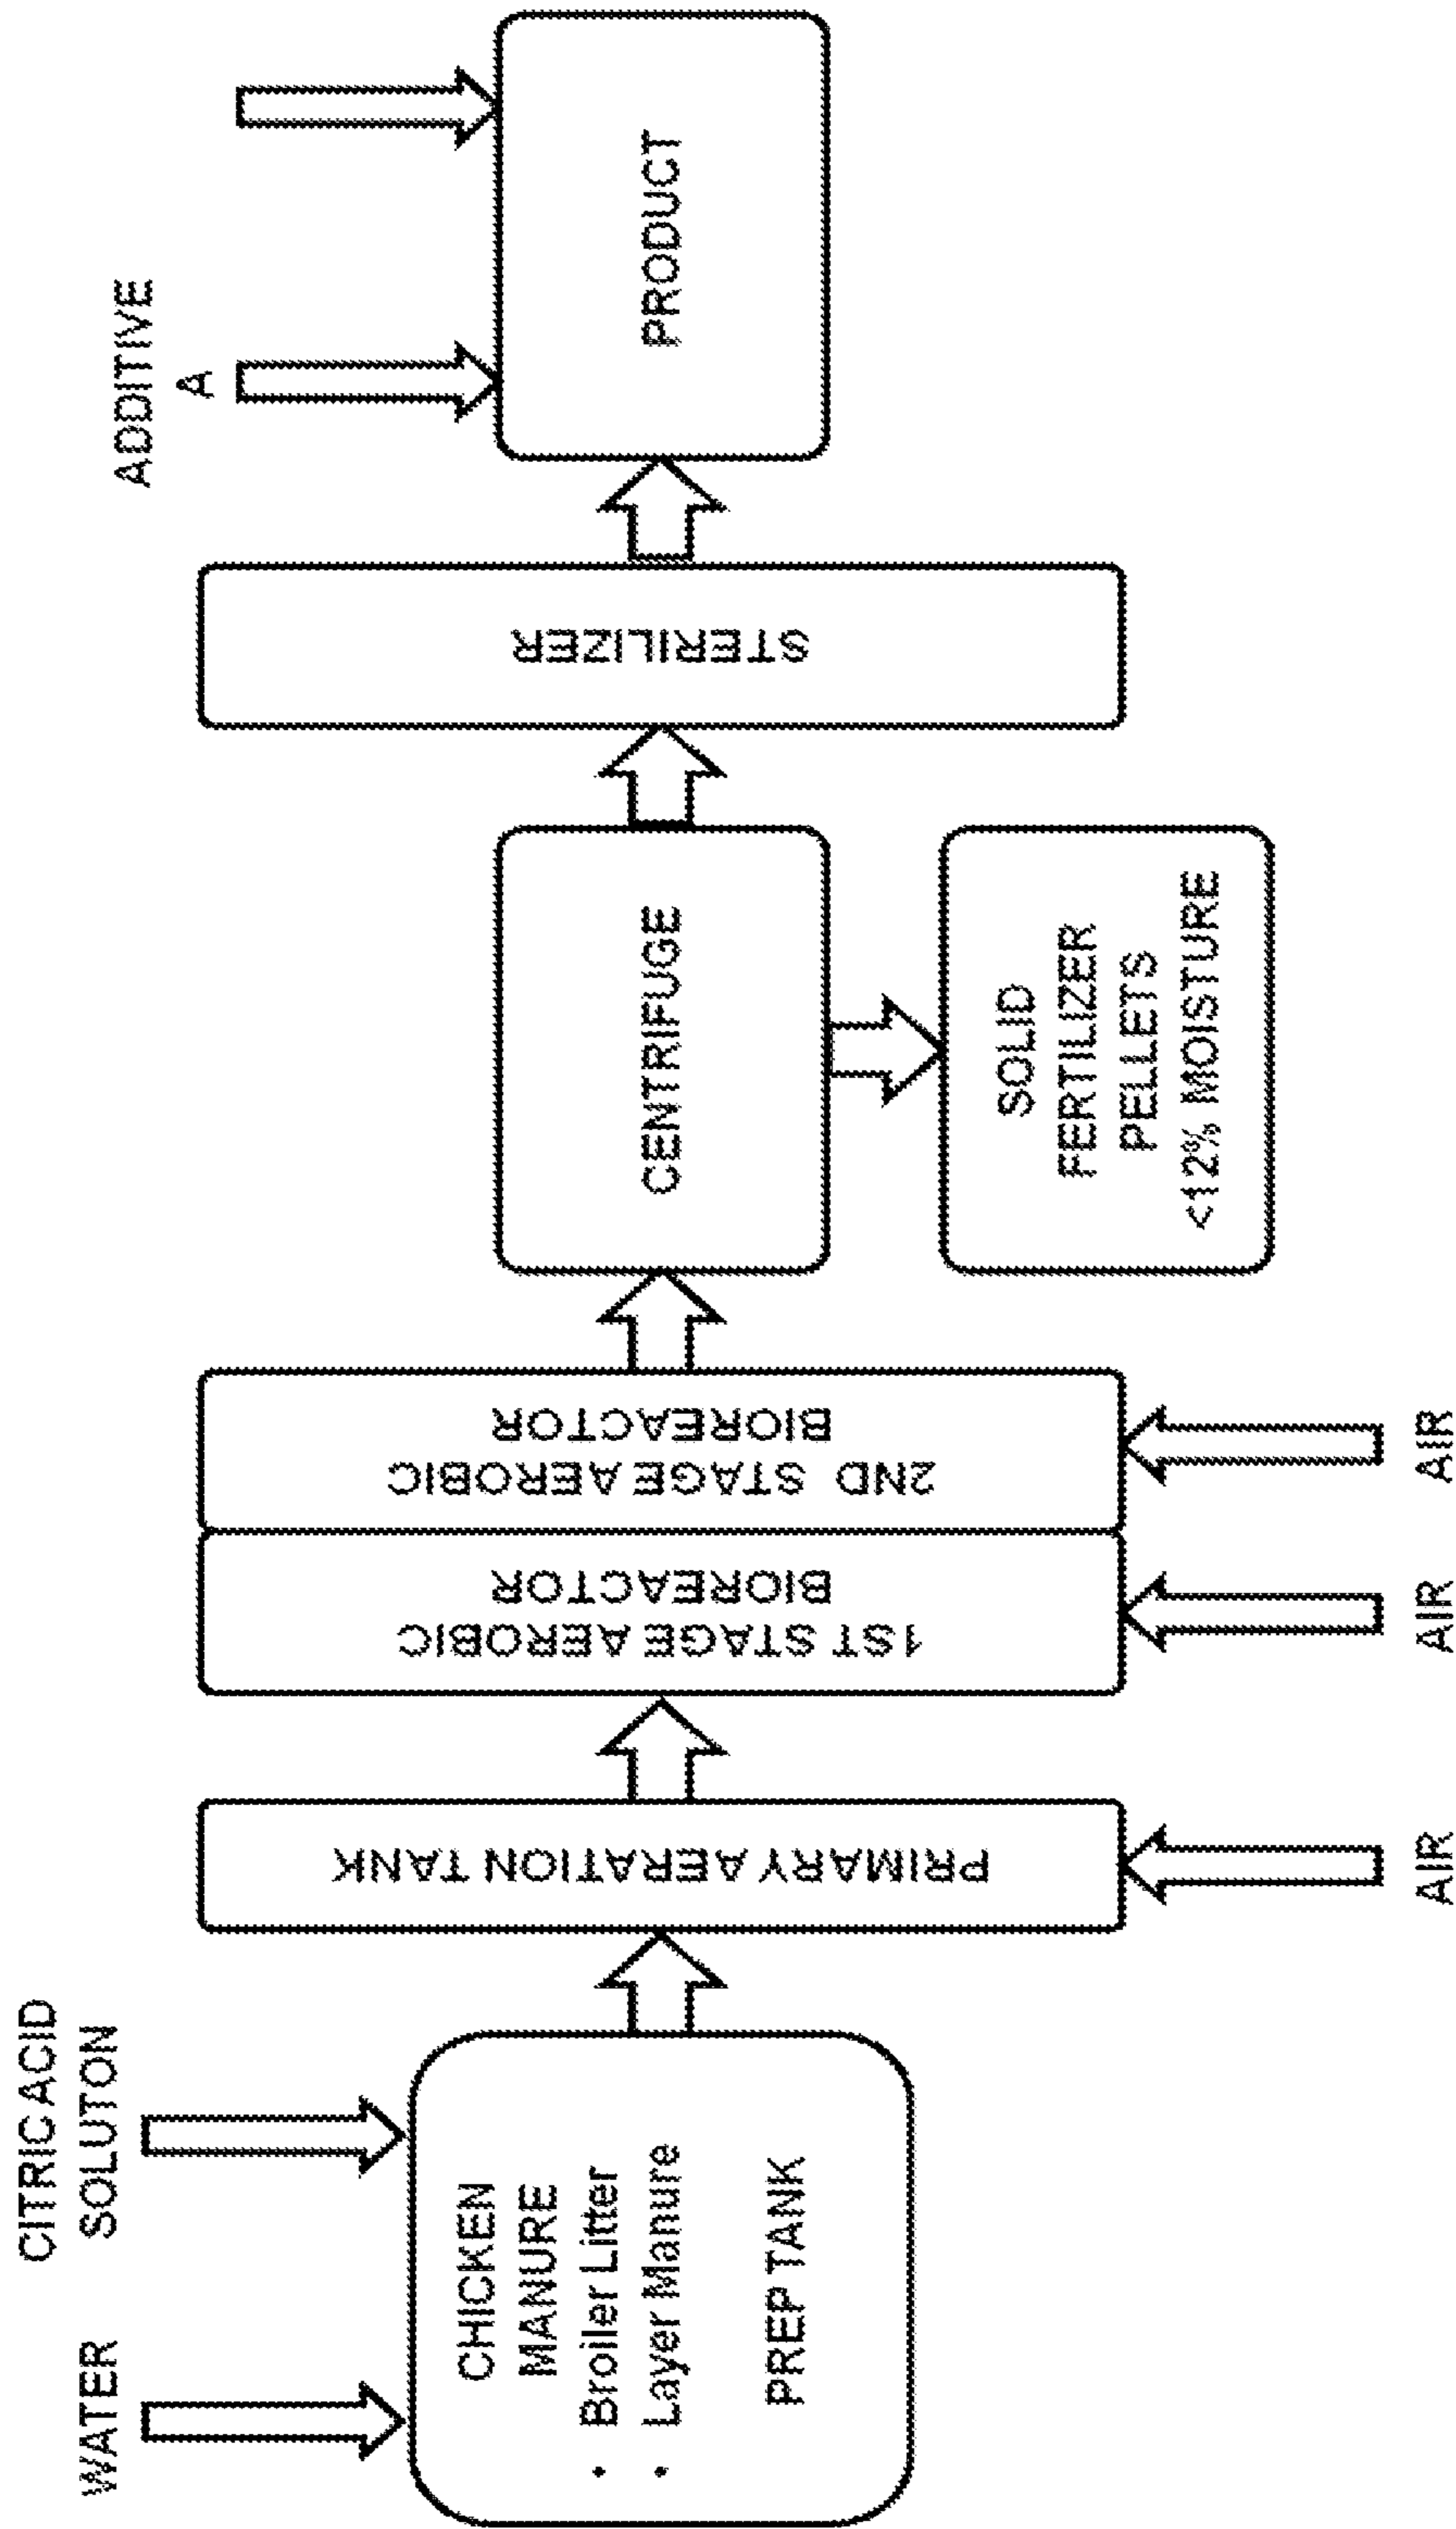 WATER
CITRIC ACID
SOLUTON
CHICKEN
MANURE
• Broiler Litter
• Layer Manure
PREP TANK
PRIMARY AERATION TANK
AIR
1ST STAGE AEROBIC
BIOREACTOR
AIR
2ND STAGE AEROBIC
BIOREACTOR
AIR
CENTRIFUGE
SOLID
FERTILIZER
PELLETS
<12% MOISTURE
STERILIZER
ADDITIVE
A
PRODUCT